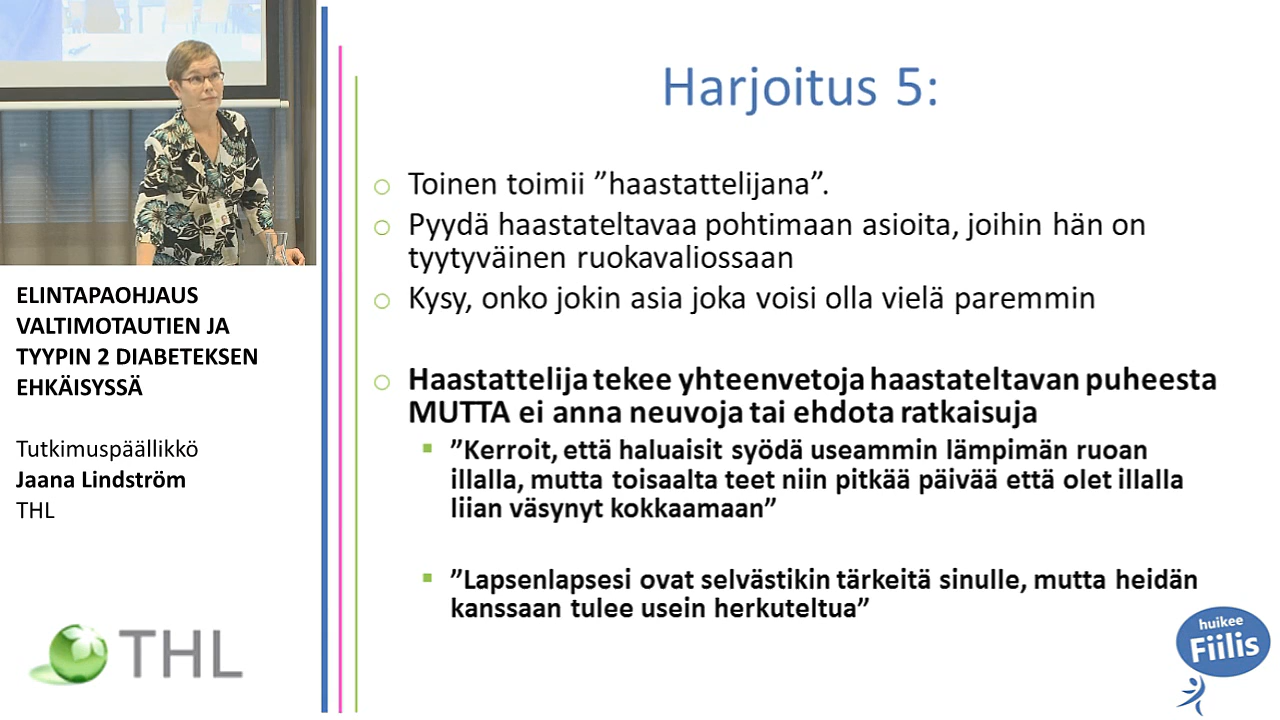 Harjoitus 5:
Toinen toimii ”haastattelijana”.
Pyydä haastateltavaa pohtimaan asioita, joihin hän on
tyytyväinen ruokavaliossaan
Kysy, onko jokin asia joka voisi olla vielä paremmin
Haastattelija tekee yhteenvetoja haastateltavan puheesta
MUTTA ei anna neuvoja tai ehdota ratkaisuja
”Kerroit, että haluaisit syödä useammin lämpimän ruoan
illalla, mutta toisaalta teet niin pitkää päivää että olet illalla
liian väsynyt kokkaamaan”
”Lapsenlapsesi ovat selvästikin tärkeitä sinulle, mutta heidän
kanssaan tulee usein herkuteltua”
ELINTAPAOHJAUS
VALTIMOTAUTIEN JA
TYYPIN 2 DIABETEKSEN
EHKÄISYSSÄ
Tutkimuspäällikkö
Jaana Lindström
THL
THL
huikee
Fiilis